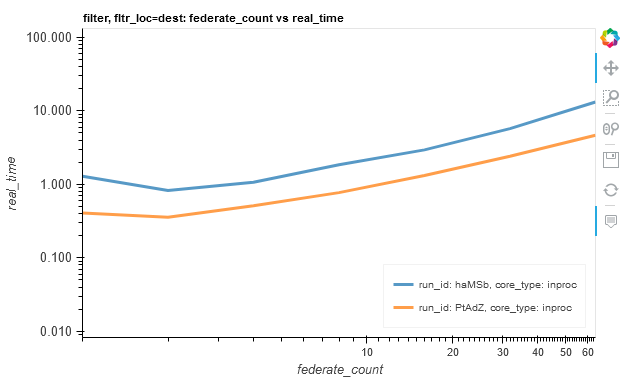 filter, fltr_loc=dest: federate_count vs real_time
100.000
10.000
1.000
0.100
0.010
real_time
run_id: haMSb, core_type: inproc
run_id: PtAdZ, core_type: inproc
10 20 30 40 50 60
federate_count